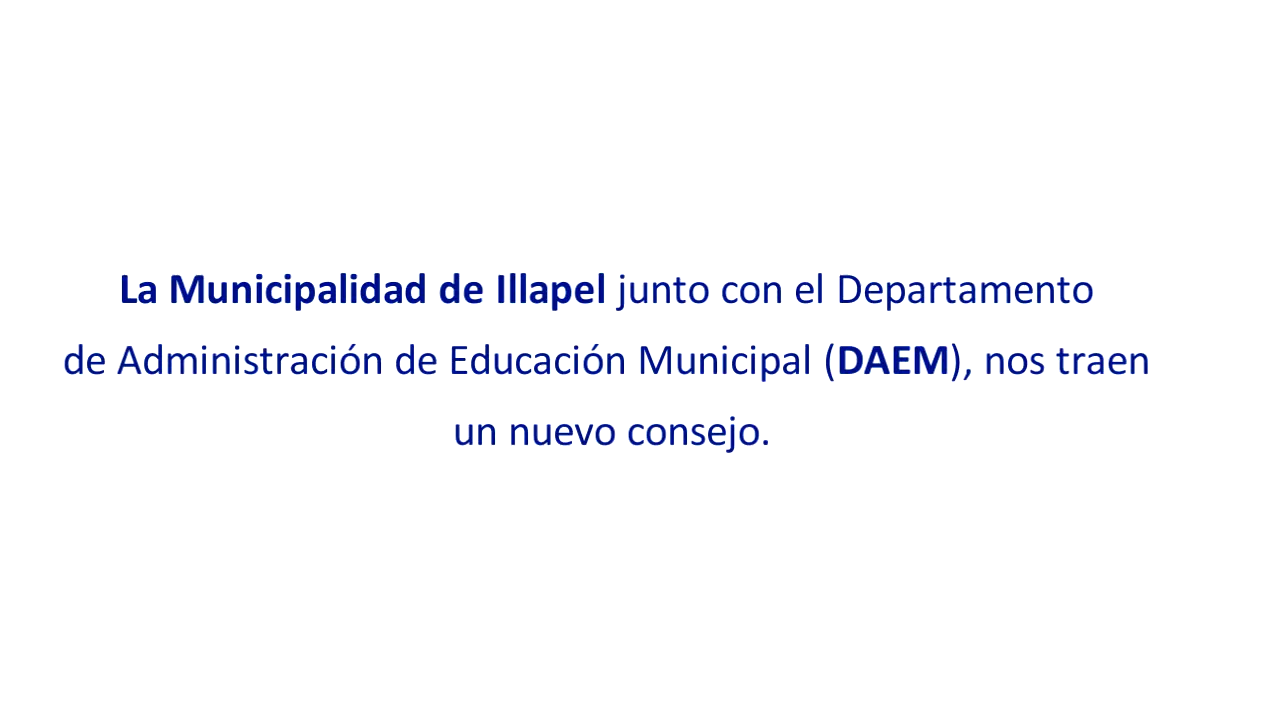 La Municipalidad de Illapel junto con el Departamento
de Administración de Educación Municipal (DAEM), nos traen
un nuevo consejo.